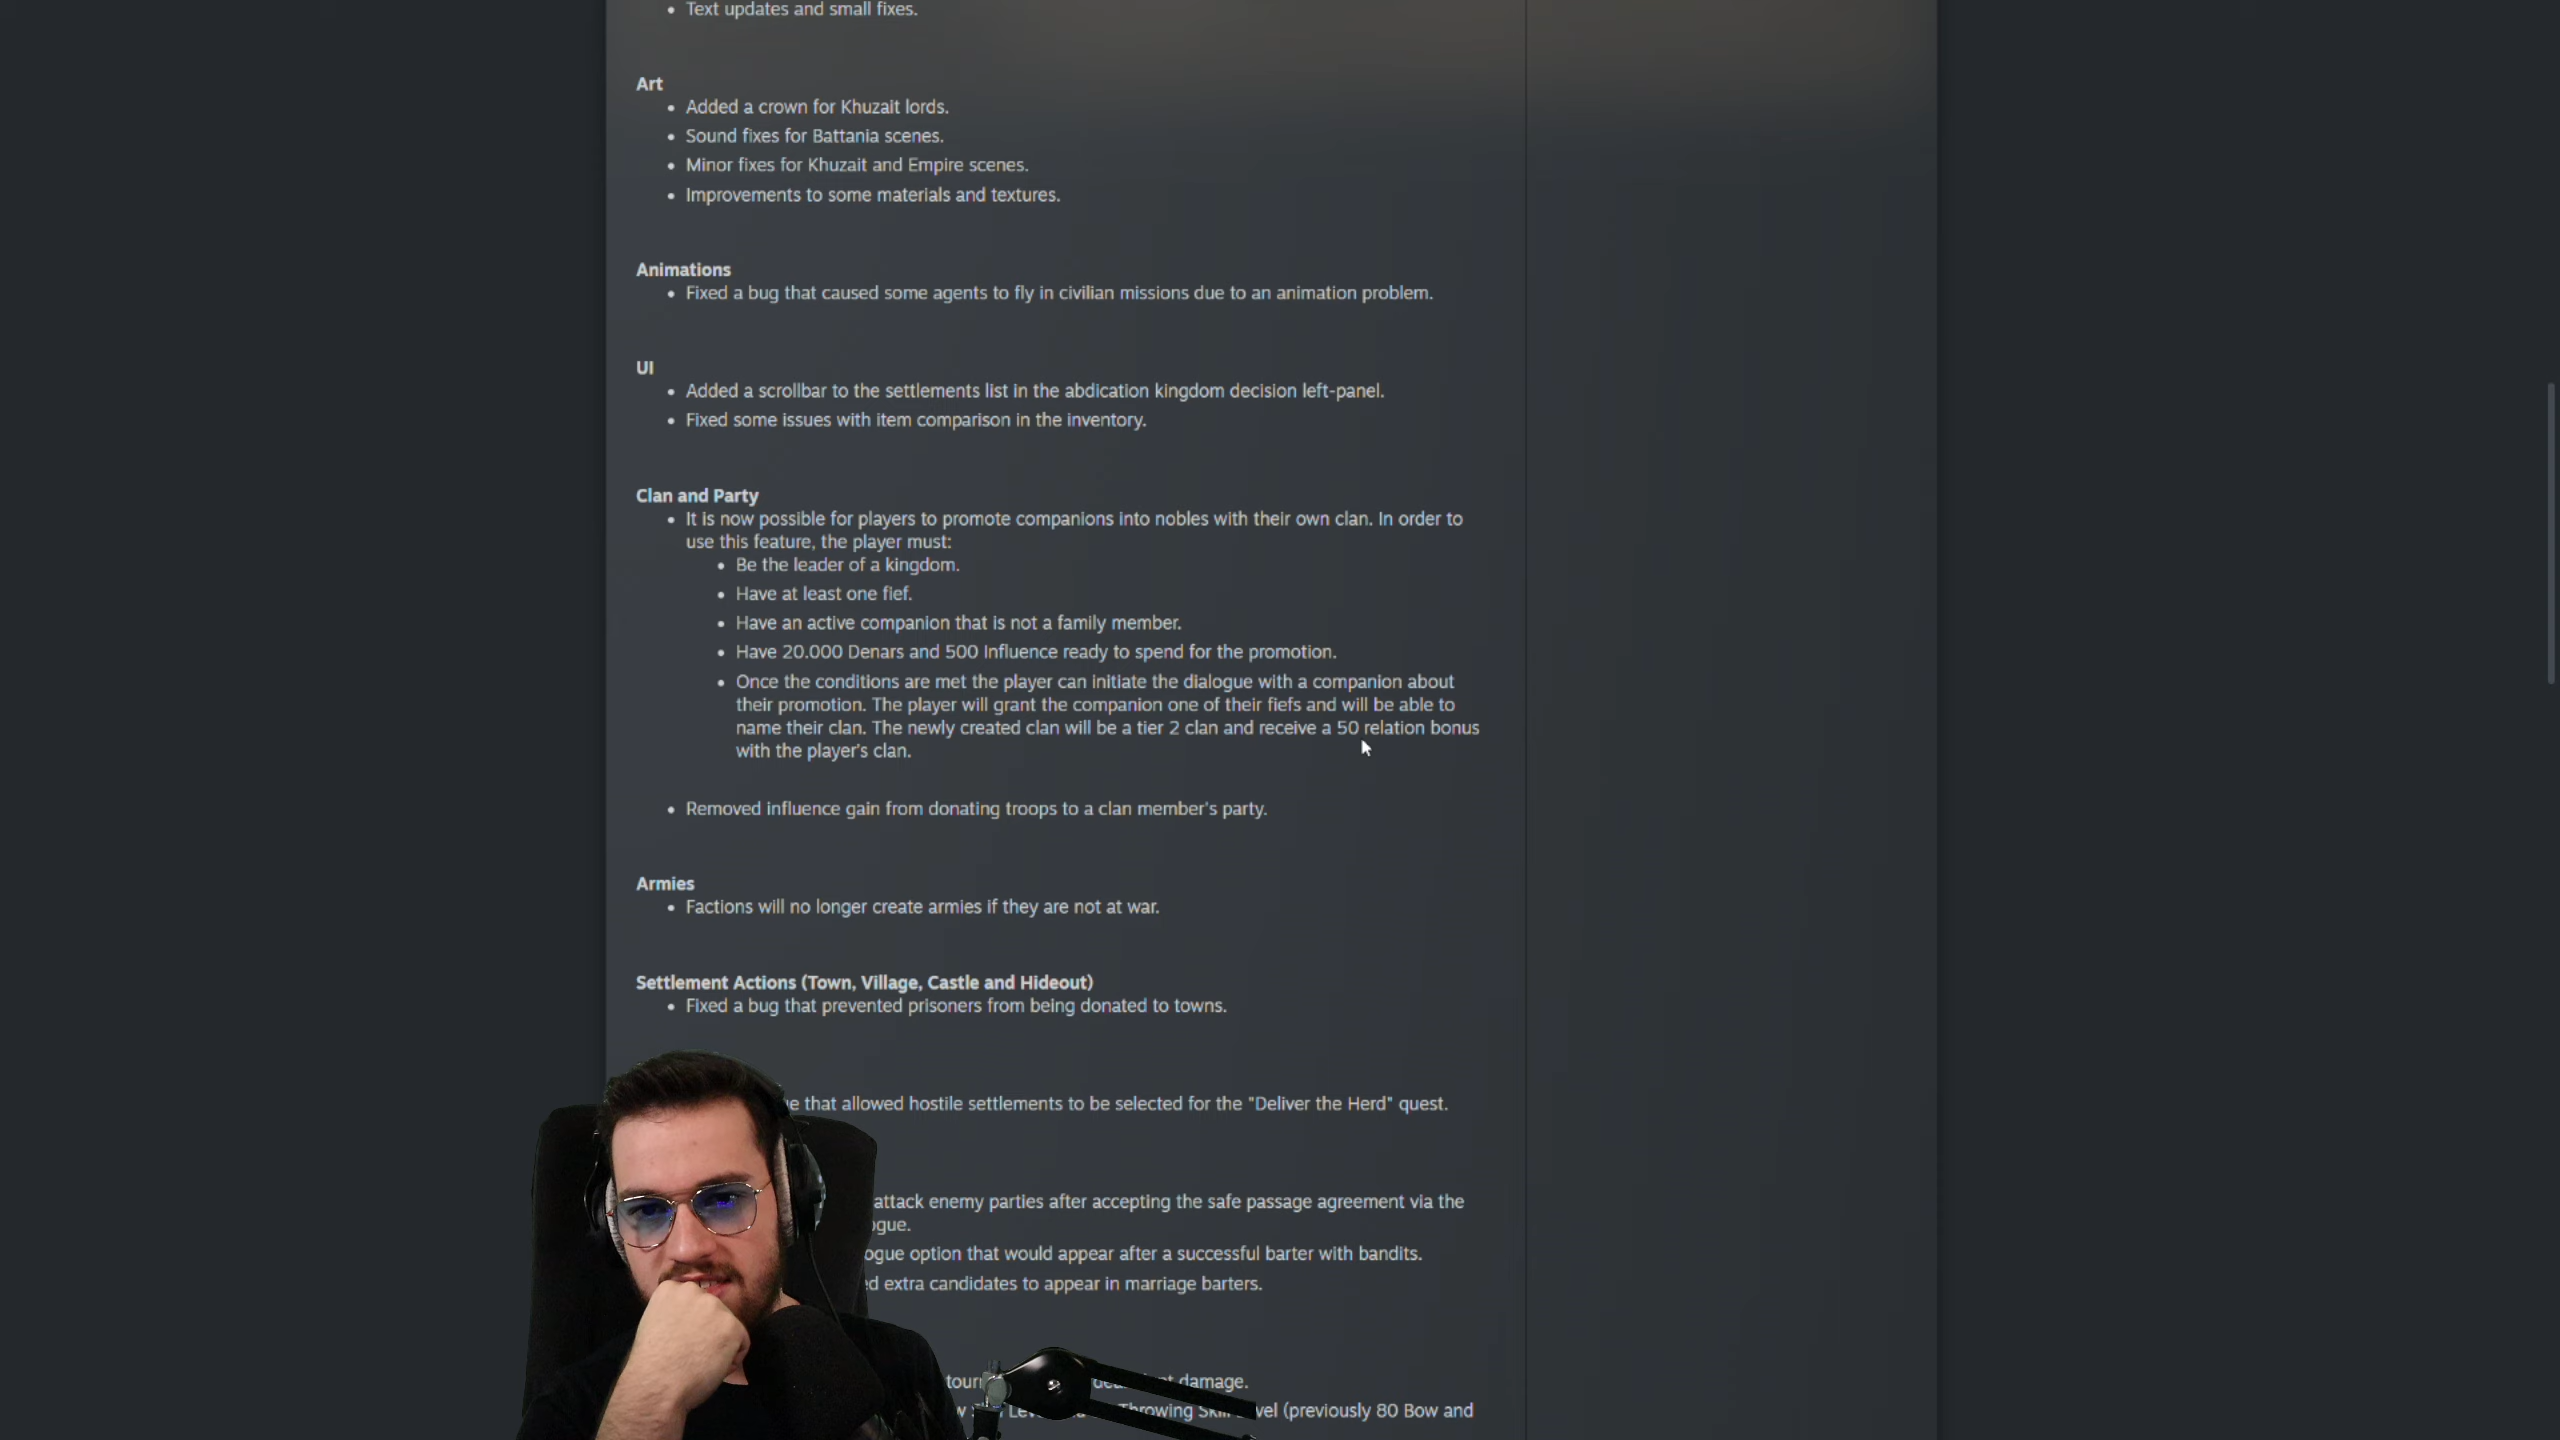 Text updates and small fixes.
Art
Added a crown for Khuzait lords.
Sound fixes for Battania scenes.
Minor fixes for Khuzait and Empire scenes.
Improvements to some materials and textures.
Animations
Fixed a bug that caused some agents to fly in civilian missions due to an animation problem.
UI
Added a scrollbar to the settlements list in the abdication kingdom decision left-panel.
Fixed some issues with item comparison in the inventory.
Clan and Party
It is now possible for players to promote companions into nobles with their own clan. In order to
use this feature, the player must:
Be the leader of a kingdom.
Have at least one fief.
Have an active companion that is not a family member.
Have 20.000 Denars and 500 Influence ready to spend for the promotion.
Once the conditions are met the player can initiate the dialogue with a companion about
their promotion. The player will grant the companion one of their fiefs and will be able to
name their clan. The newly created clan will be a tier 2 clan and receive a 50 relation bonus
with the player's clan.
Removed influence gain from donating troops to a clan member's party.
Armies
Factions will no longer create armies if they are not at war.
Settlement Actions (Town, Village, Castle and Hideout)
Fixed a bug that prevented prisoners from being donated to towns.
that allowed hostile settlements to be selected for the "Deliver the Herd" quest.
attack enemy parties after accepting the safe passage agreement via the
option that would appear after a successful barter with bandits.
extra candidates to appear in marriage barters.
damage.
Throwing Skill (previously 80 Bow and